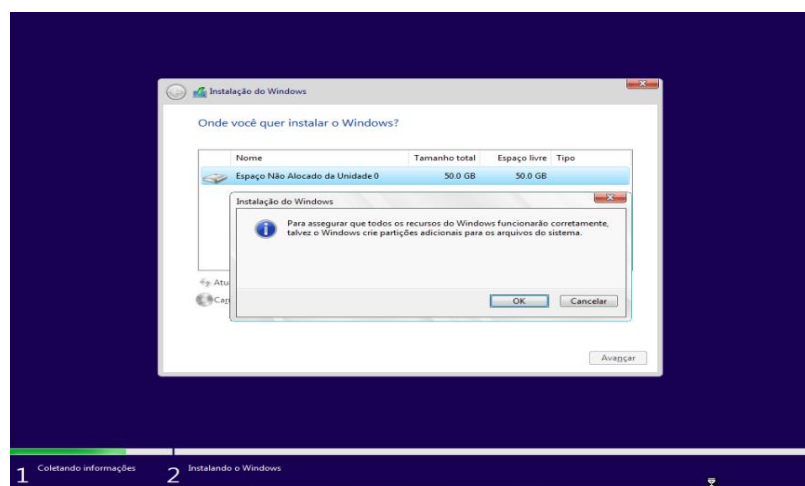 Instalação do Windows
Onde você quer instalar o Windows?
Nome Tamanho total Espaço livre Tipo
Espaço Não Alocado da Unidade 0 50.0 GB 50.0 GB
Instalação do Windows
Para assegurar que todos os recursos do Windows funcionarão corretamente,
talvez o Windows crie partições adicionais para os arquivos do sistema.
Atu
OK Cancelar
Avançar
1 Coletando informações 2 Instalando o Windows